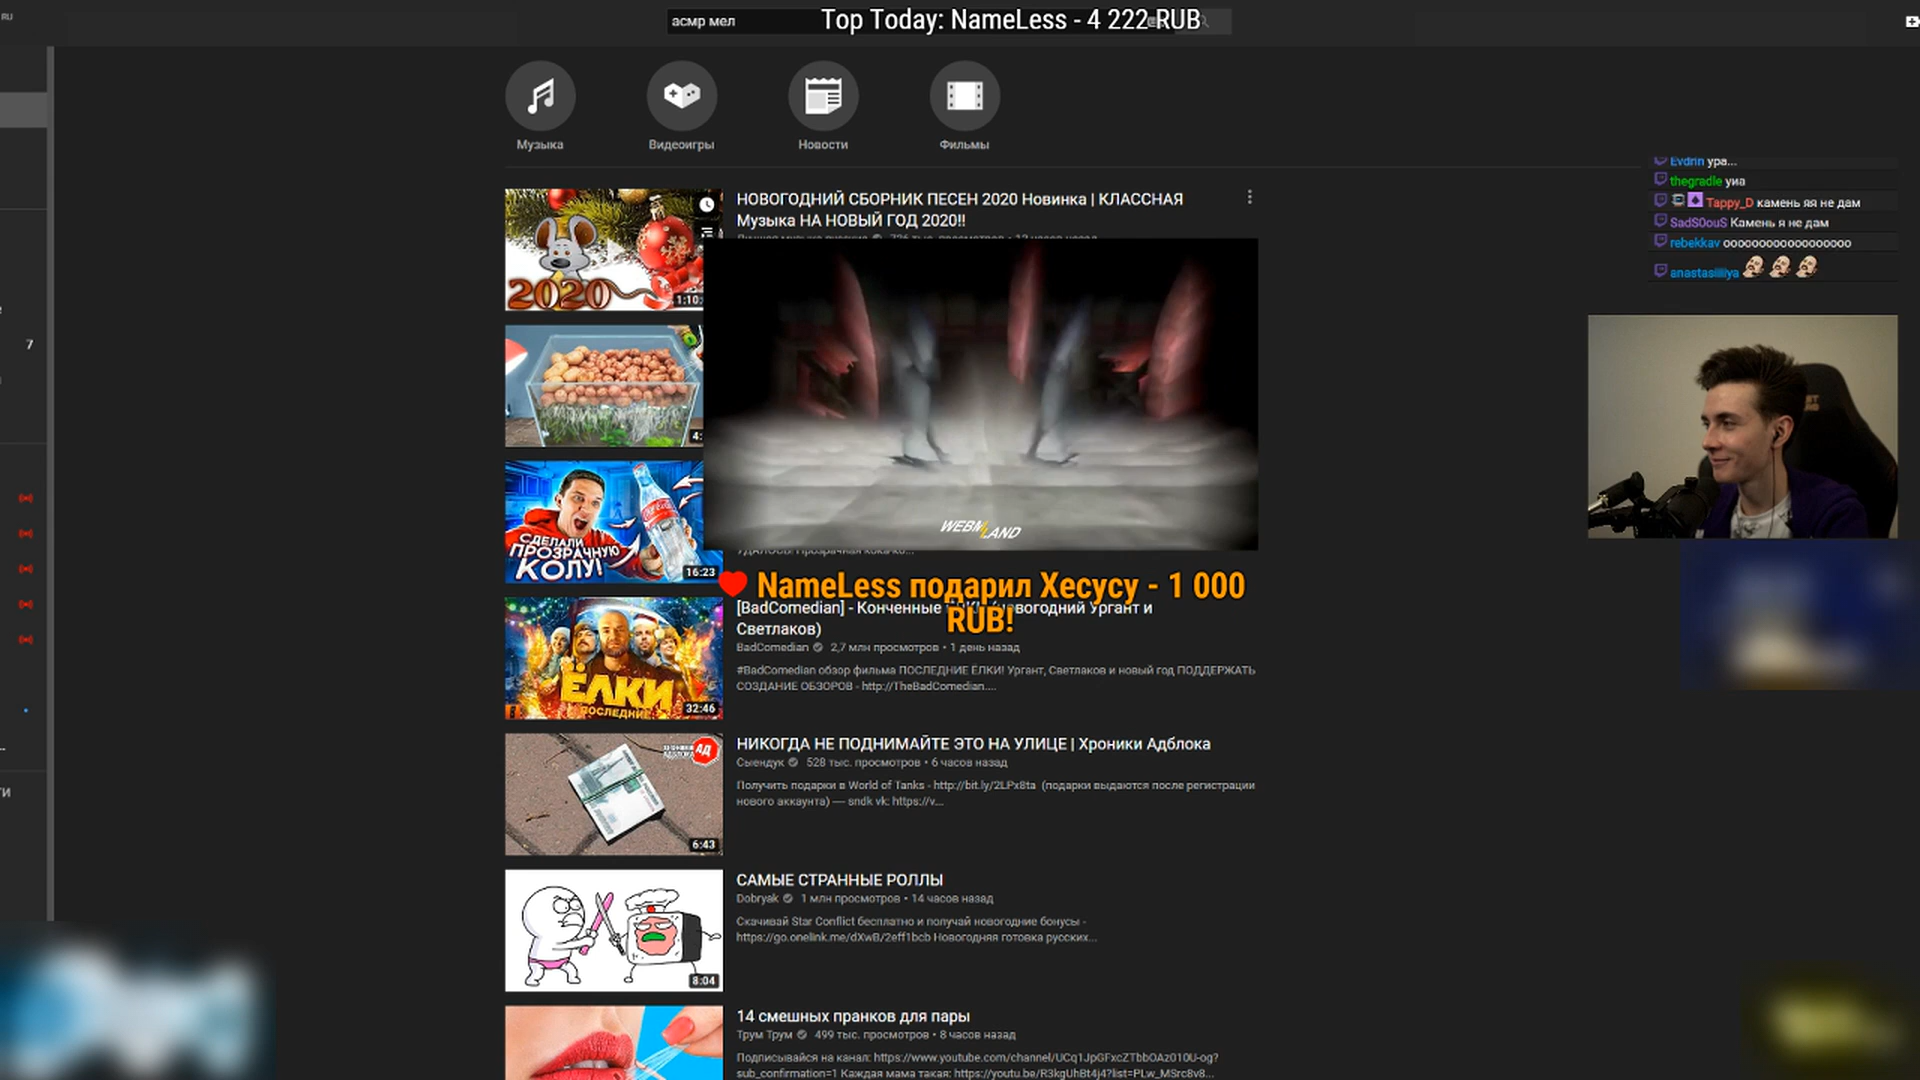 RU
асмр мел
Top Today: NameLess - 4 222 RUB
Музыка
Видеоигры
Новости
Фильмы
Evdnn ура...
thegradle уиа
Tappy_D камень яя не дам
SadS0ouS Камень я не дам
rebekkav оооооооооооооооооо
anastasiiliya
НОВОГОДНИЙ СБОРНИК ПЕСЕН 2020 Новинка | КЛАССНАЯ
Музыка НА НОВЫЙ ГОД 2020!!
2020
1:10:
7
4:
WEBMLAND
СДЕЛАЛИ
ПРОЗРАЧНУЮ
КОЛУ!
16:23
NameLess подарил Хесусу - 1 000
RUB!
[BadComedian] - Конченные
Новогодний Ургант и
Светлаков)
BadComedian 2,7 млн просмотров • 1 день назад
#BadComedian обзор фильма ПОСЛЕДНИЕ ЁЛКИ! Ургант, Светлаков и новый год ПОДДЕРЖАТЬ
СОЗДАНИЕ ОБЗОРОВ - http://TheBadComedian....
ЁЛКИ
ПОСЛЕДНИЕ
32:46
НИКОГДА НЕ ПОДНИМАЙТЕ ЭТО НА УЛИЦЕ | Хроники Адблока
Сыендук 528 тыс. просмотров • 6 часов назад
Получить подарки в World of Tanks - http://bit.ly/2LPx8ta (подарки выдаются после регистрации
нового аккаунта) — sndk vk: https://v...
АД
6:43
САМЫЕ СТРАННЫЕ РОЛЛЫ
Dobryak 1 млн просмотров • 14 часов назад
Скачивай Star Conflict бесплатно и получай новогодние бонусы -
https://go.onelink.me/dXwB/2eff1bcb Новогодняя готовка русских...
8:04
14 смешных пранков для пары
Трум Трум 499 тыс. просмотров • 8 часов назад
Подписывайся на канал: https://www.youtube.com/channel/UCq1JpGFxcZTbbOAz010U-og?
sub_confirmation=1 Каждая мама такая: https://youtu.be/R3kgUhBt4j4?list=PLw_MSrc8v8...